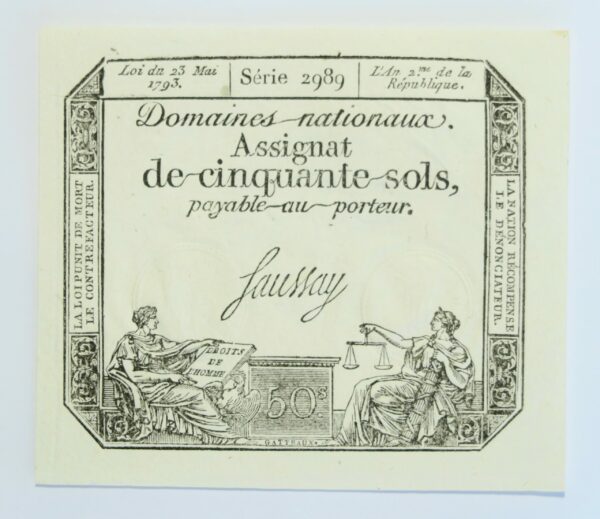 Loi du 23 Mai
1793.
Série 2989
L'An 2.me de la
République.
Domaines nationaux.
Assignat
de cinquante sols,
payable au porteur.
LA LOI PUNIT DE MORT
LE CONTREFACTEUR.
LA NATION RÉCOMPENSE
LE DÉNONCIATEUR.
Saussay
DROITS
DE
L'HOMME
50s
GATTEAUX